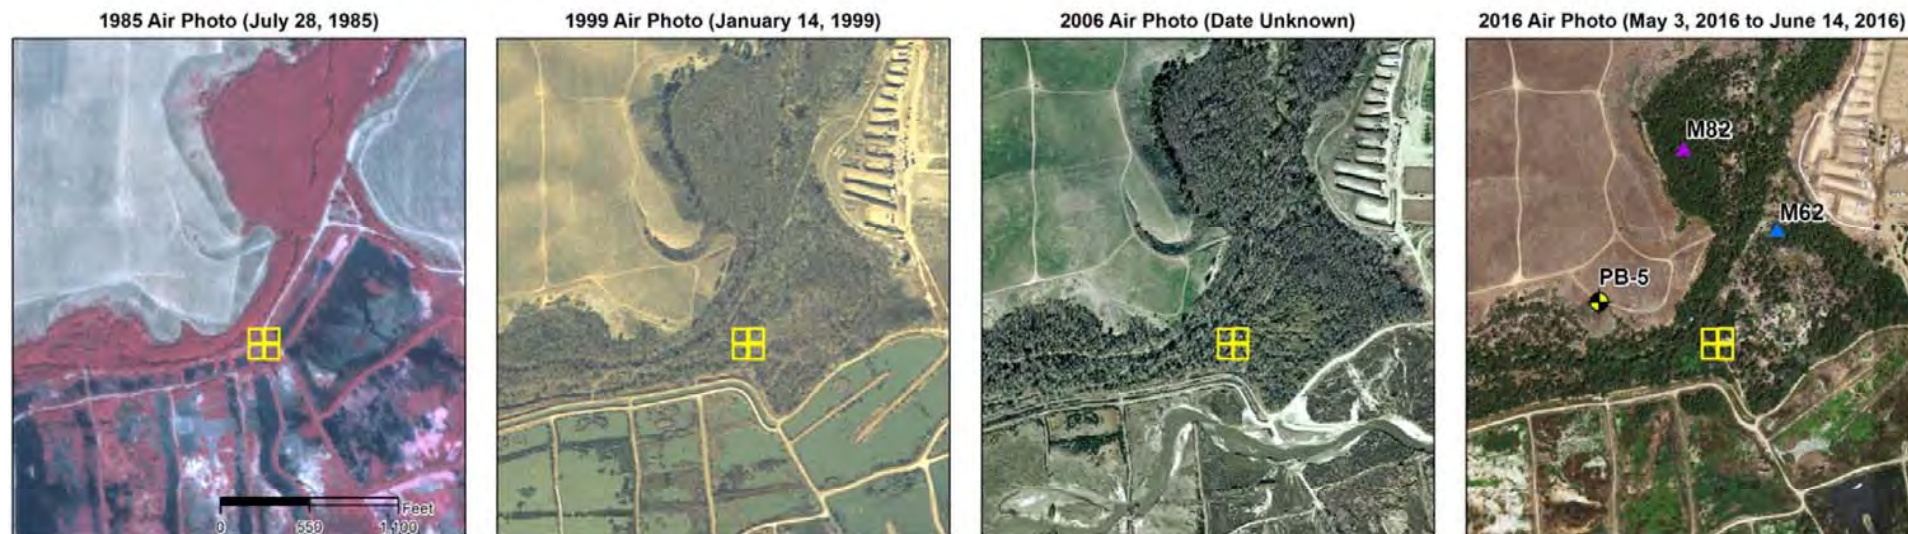 1985 Air Photo (July 28, 1985)
1999 Air Photo (January 14, 1999)
2006 Air Photo (Date Unknown)
2016 Air Photo (May 3, 2016 to June 14, 2016)
M82
M62
PB-5
Feet
0 550 1,100